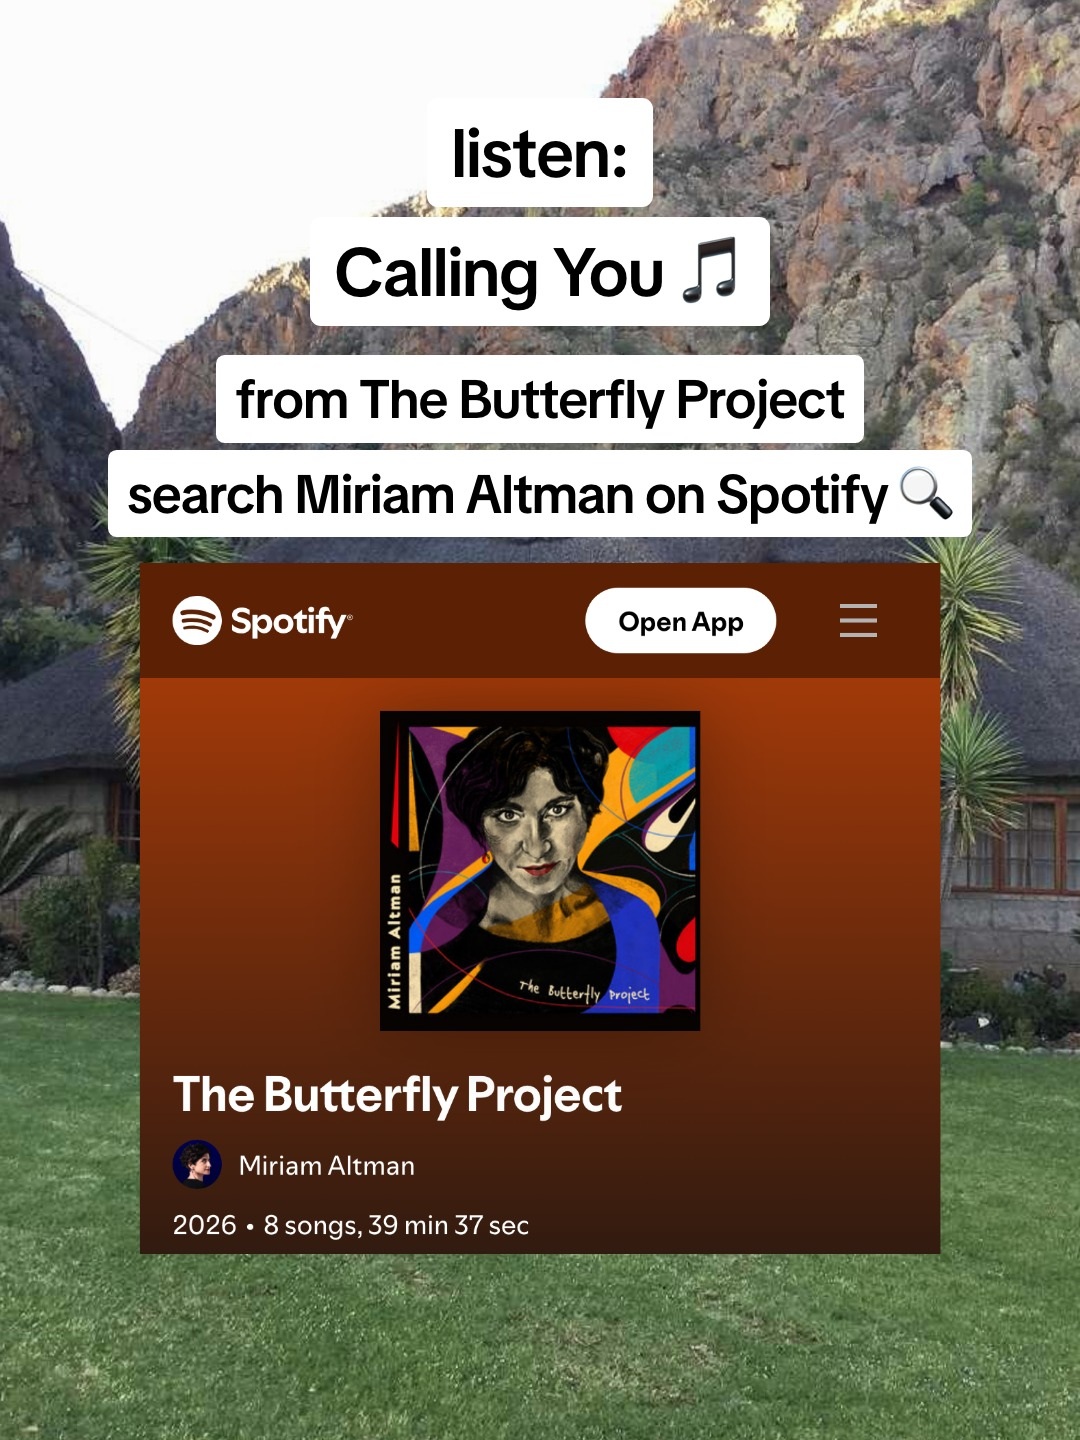 listen:
Calling You 🎵
from The Butterfly Project
search Miriam Altman on Spotify 🔍
Spotify®
Open App
Miriam Altman
The Butterfly Project
The Butterfly Project
Miriam Altman
2026 • 8 songs, 39 min 37 sec